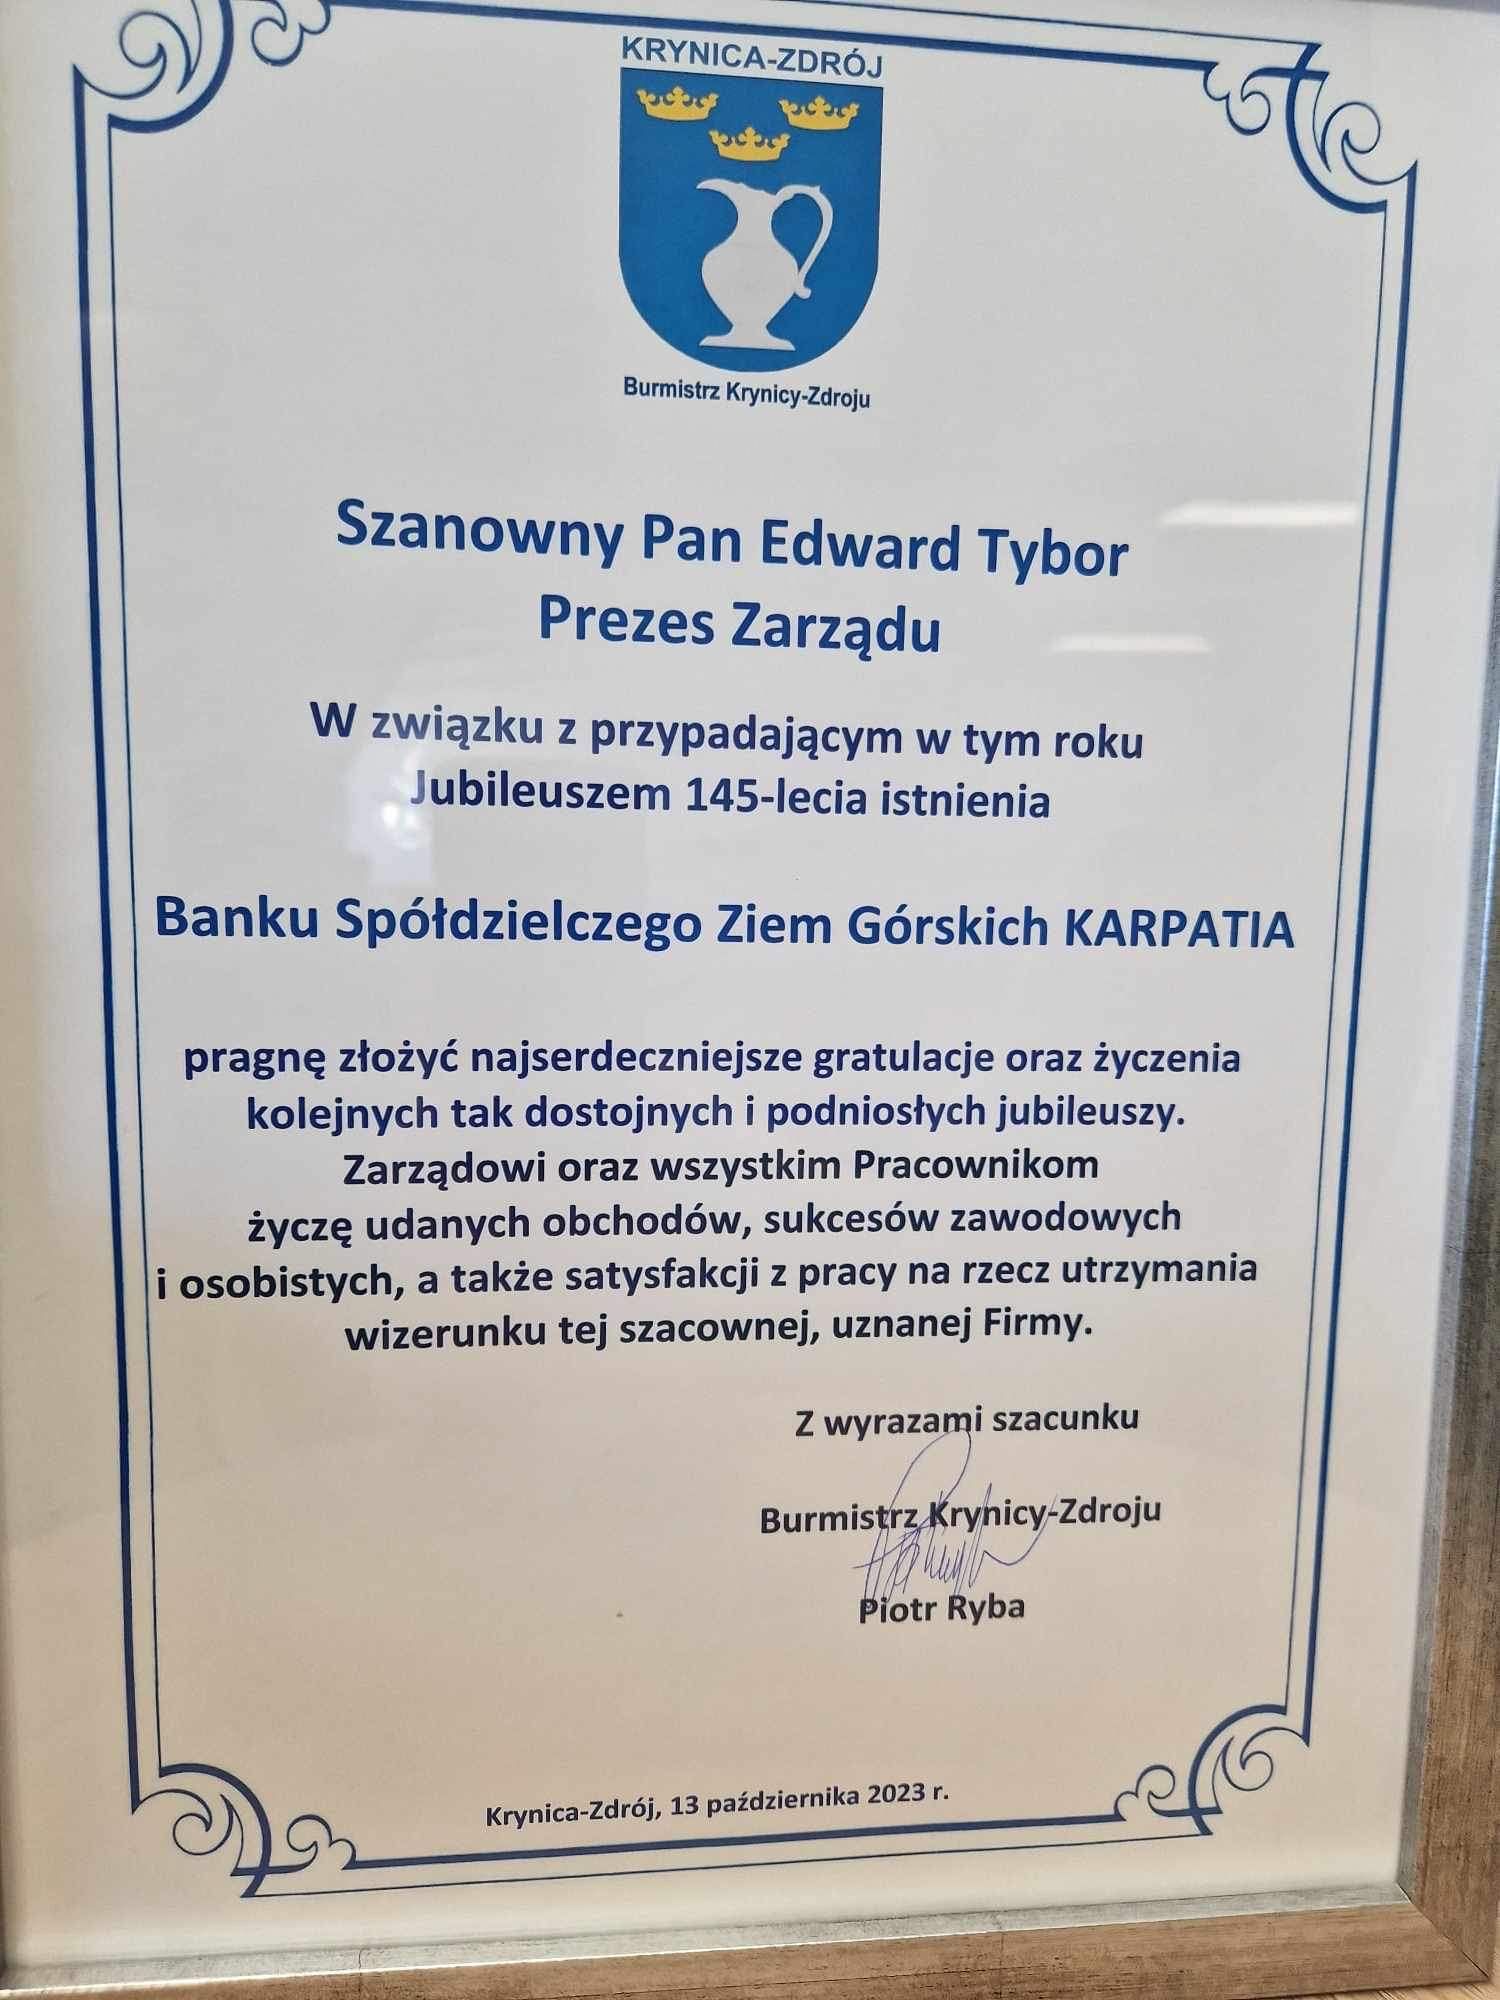 KRYNICA-ZDRÓJ
Burmistrz Krynicy-Zdroju
Szanowny Pan Edward Tybor
Prezes Zarządu
W związku z przypadającym w tym roku
Jubileuszem 145-lecia istnienia
Banku Spółdzielczego Ziem Górskich KARPATIA
pragnę złożyć najserdeczniejsze gratulacje oraz życzenia
kolejnych tak dostojnych i podniosłych jubileuszy.
Zarządowi oraz wszystkim Pracownikom
życzę udanych obchodów, sukcesów zawodowych
i osobistych, a także satysfakcji z pracy na rzecz utrzymania
wizerunku tej szacownej, uznanej Firmy.
Z wyrazami szacunku
Burmistrz Krynicy-Zdroju
Piotr Ryba
Krynica-Zdrój, 13 października 2023 r.